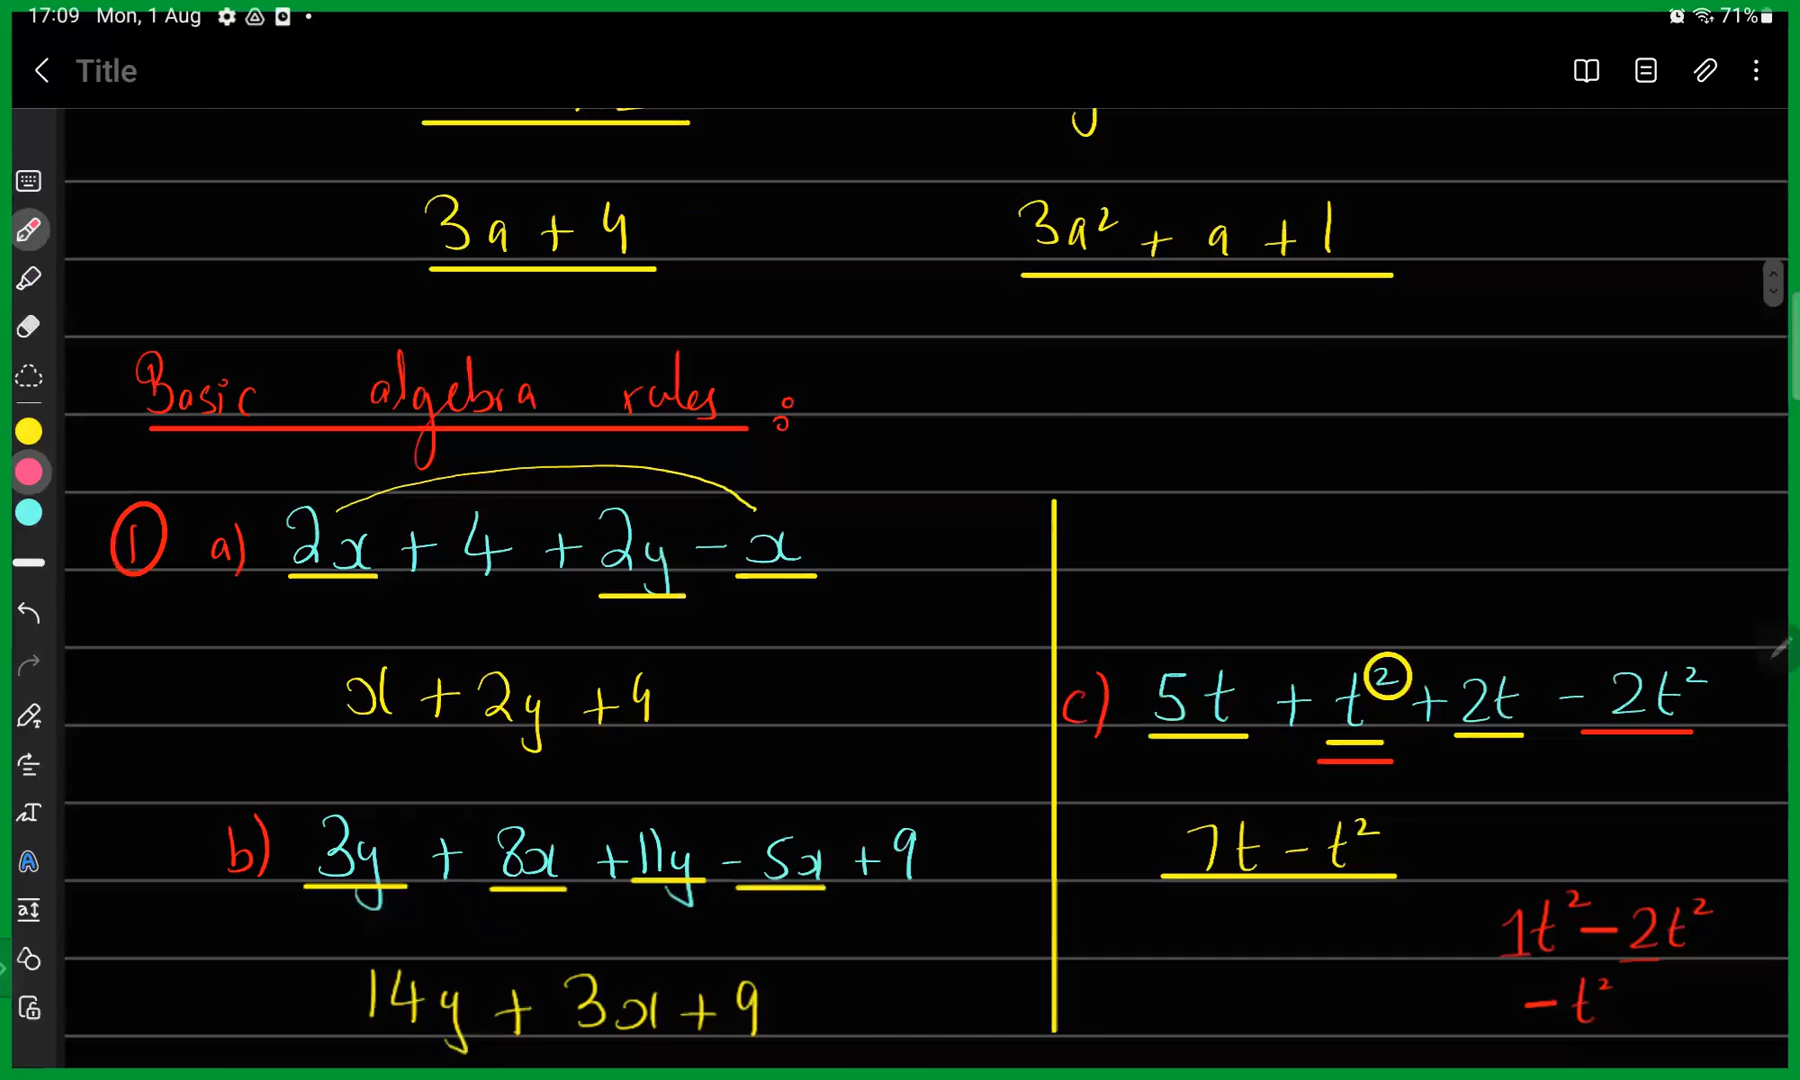 17:09 Mon, 1 Aug
71%
Title
3a + 4
3a² + a + 1
Basic algebra rules :
① a) 2x + 4 + 2y - x
x + 2y + 4
c) 5t + t² + 2t - 2t²
7t - t²
b) 3y + 8x + 11y - 5x + 9
1t² - 2t²
- t²
14y + 3x + 9